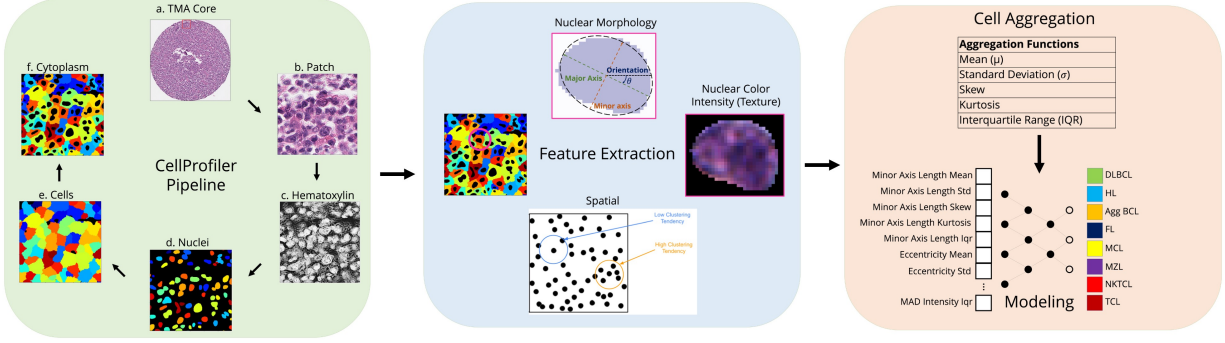 a. TMA Core
f. Cytoplasm
b. Patch
CellProfiler
Pipeline
e. Cells
c. Hematoxylin
d. Nuclei
Nuclear Morphology
Orientation
Major Axis
θ
Minor axis
Nuclear Color
Intensity (Texture)
Feature Extraction
Spatial
Low Clustering
Tendency
High Clustering
Tendency
Cell Aggregation
Aggregation Functions
Mean (μ)
Standard Deviation (σ)
Skew
Kurtosis
Interquartile Range (IQR)
Minor Axis Length Mean
Minor Axis Length Std
Minor Axis Length Skew
Minor Axis Length Kurtosis
Minor Axis Length Iqr
Eccentricity Mean
Eccentricity Std
⋮
MAD Intensity Iqr
Modeling
DLBCL
HL
Agg BCL
FL
MCL
MZL
NKTCL
TCL